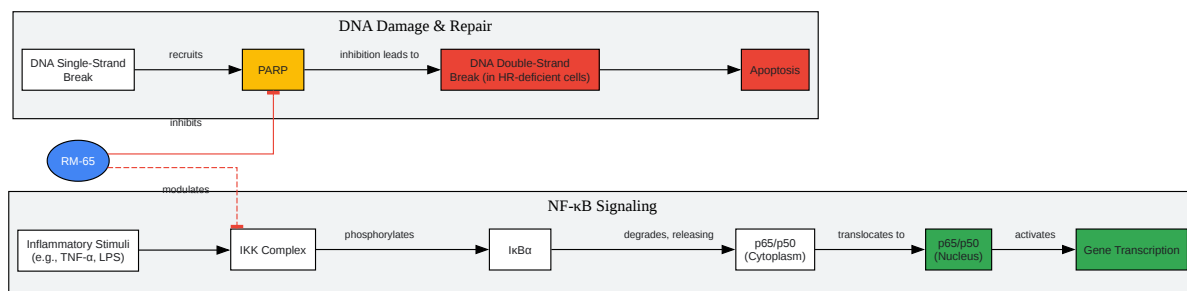 DNA Damage & Repair
DNA Single-Strand
Break
recruits
PARP
inhibition leads to
DNA Double-Strand
Break (in HR-deficient cells)
Apoptosis
inhibits
RM-65
modulates
NF-κB Signaling
Inflammatory Stimuli
(e.g., TNF-α, LPS)
IKK Complex
phosphorylates
IκBα
degrades, releasing
p65/p50
(Cytoplasm)
translocates to
p65/p50
(Nucleus)
activates
Gene Transcription